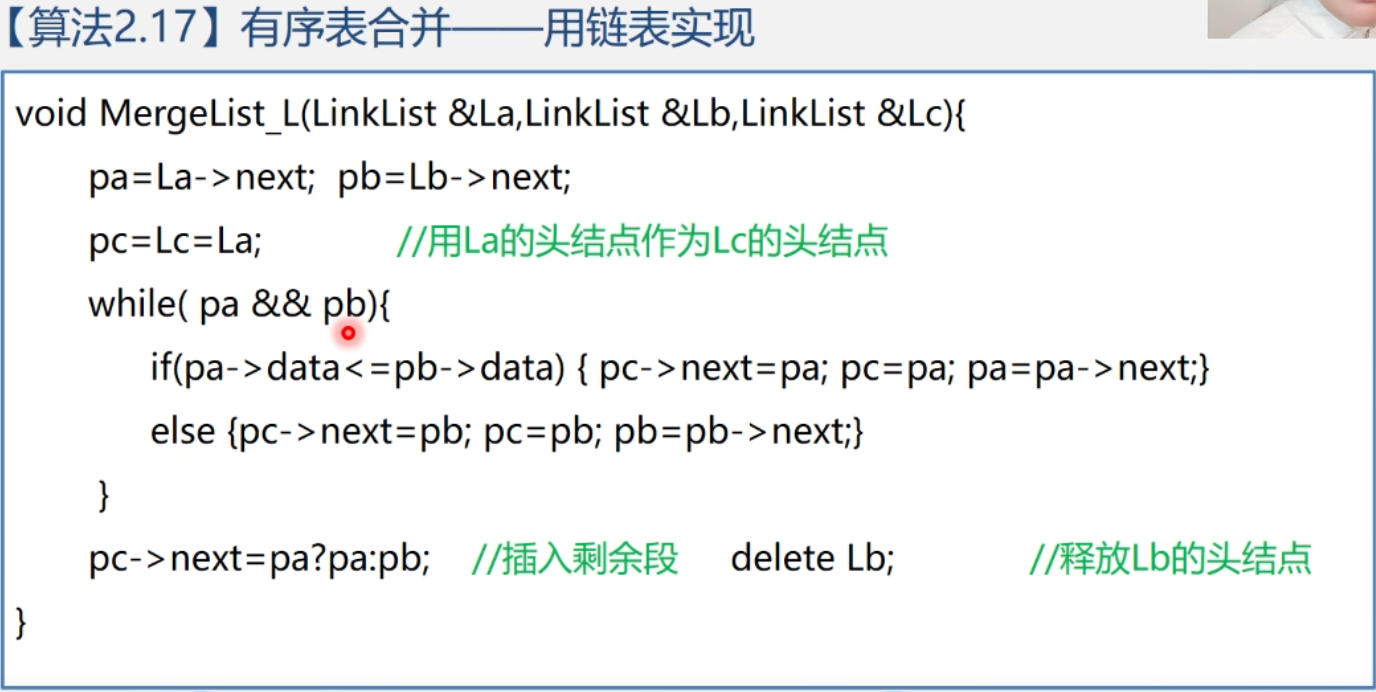 【算法2.17】有序表合并——用链表实现
void MergeList_L(LinkList &La,LinkList &Lb,LinkList &Lc){
pa=La->next;  pb=Lb->next;
pc=Lc=La;  //用La的头结点作为Lc的头结点
while( pa && pb){
if(pa->data<=pb->data) { pc->next=pa; pc=pa; pa=pa->next;}
else {pc->next=pb; pc=pb; pb=pb->next;}
}
pc->next=pa?pa:pb;  //插入剩余段  delete Lb;  //释放Lb的头结点
}